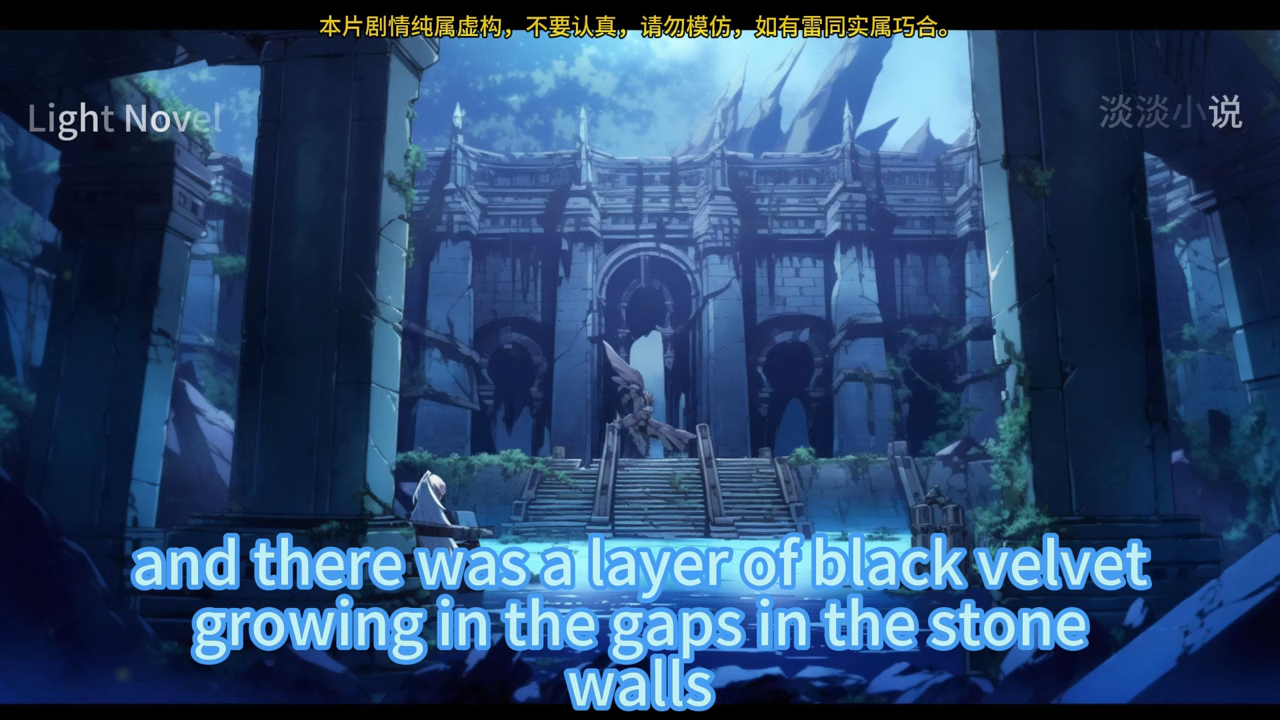 本片剧情纯属虚构，不要认真，请勿模仿，如有雷同实属巧合。
Light Novel
淡淡小说
and there was a layer of black velvet
growing in the gaps in the stone
walls